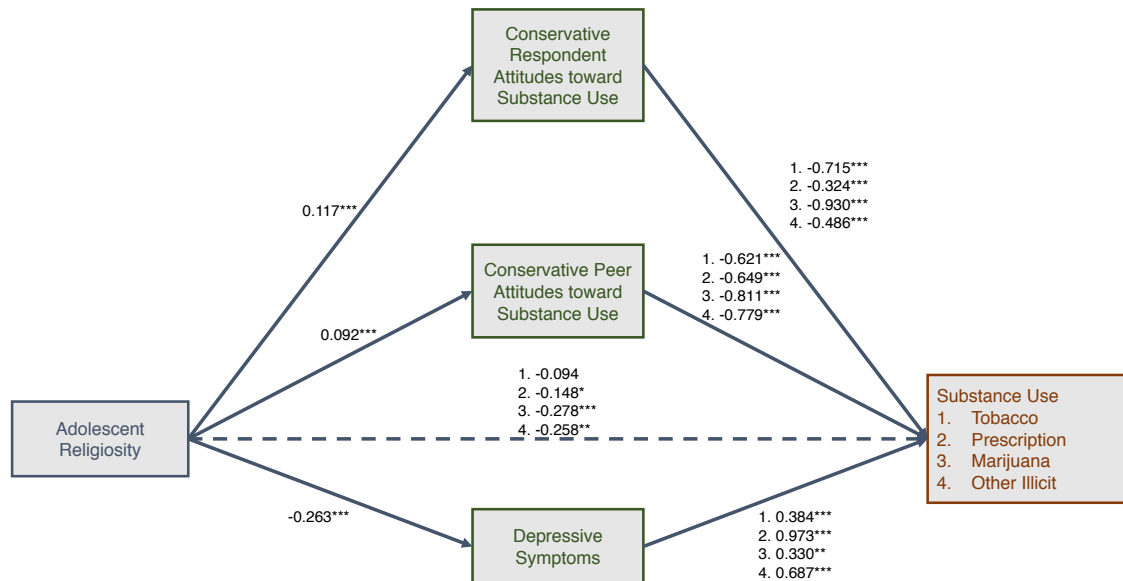 Conservative
Respondent
Attitudes toward
Substance Use
1. -0.715***
2. -0.324***
3. -0.930***
4. -0.486***
0.117***
Conservative Peer
Attitudes toward
Substance Use
1. -0.621***
2. -0.649***
3. -0.811***
4. -0.779***
0.092***
1. -0.094
2. -0.148*
3. -0.278***
4. -0.258**
Adolescent
Religiosity
Substance Use
1. Tobacco
2. Prescription
3. Marijuana
4. Other Illicit
-0.263***
Depressive
Symptoms
1. 0.384***
2. 0.973***
3. 0.330**
4. 0.687***